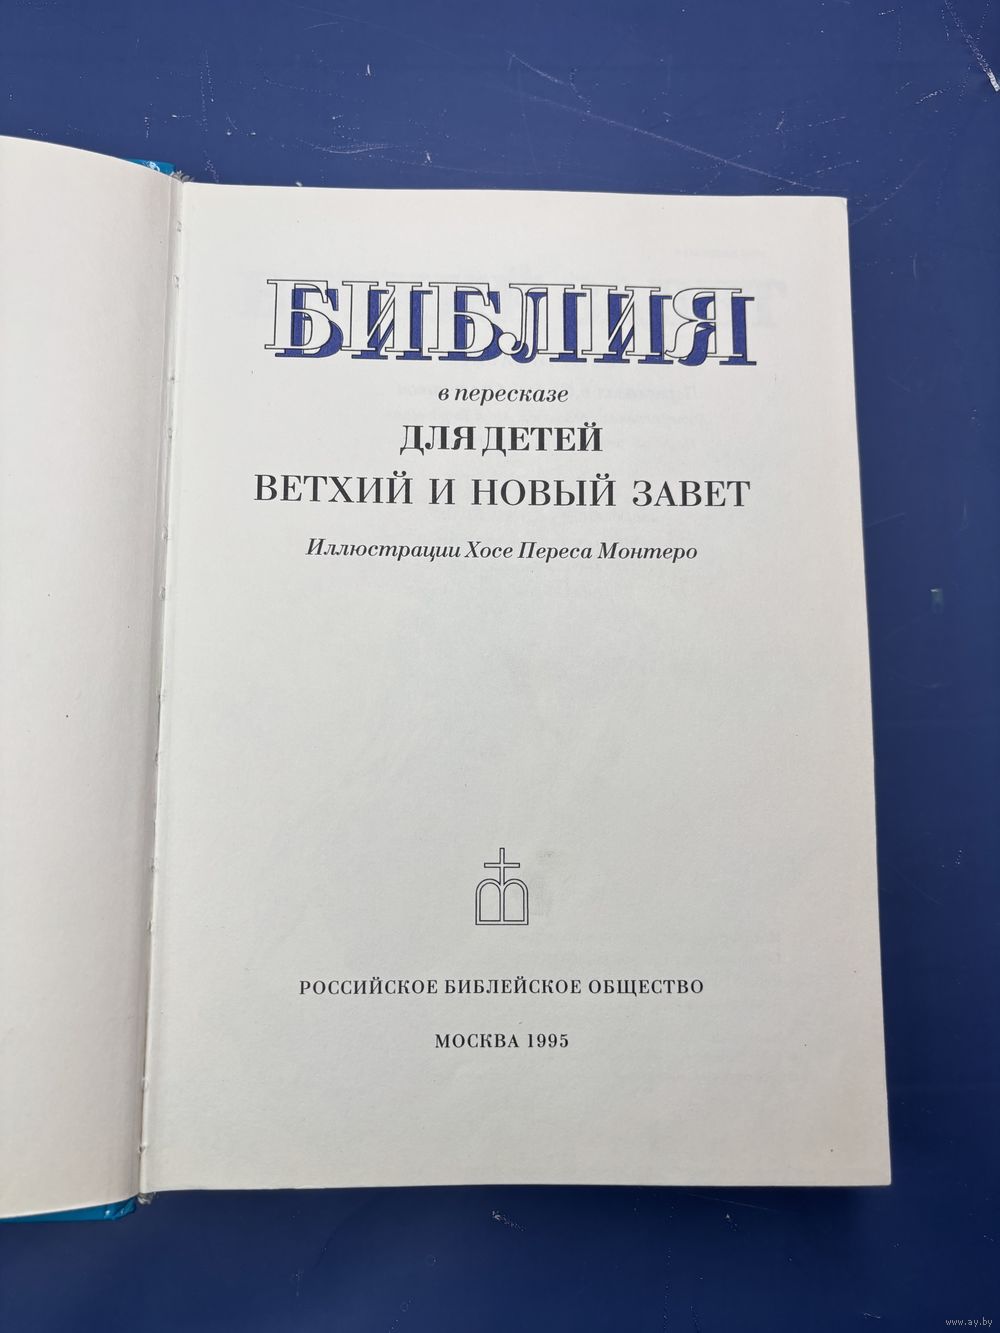 БИБЛИЯ
в пересказе
ДЛЯ ДЕТЕЙ
ВЕТХИЙ И НОВЫЙ ЗАВЕТ
Иллюстрации Хосе Переса Монтеро
РОССИЙСКОЕ БИБЛЕЙСКОЕ ОБЩЕСТВО
МОСКВА 1995
www.ay.by